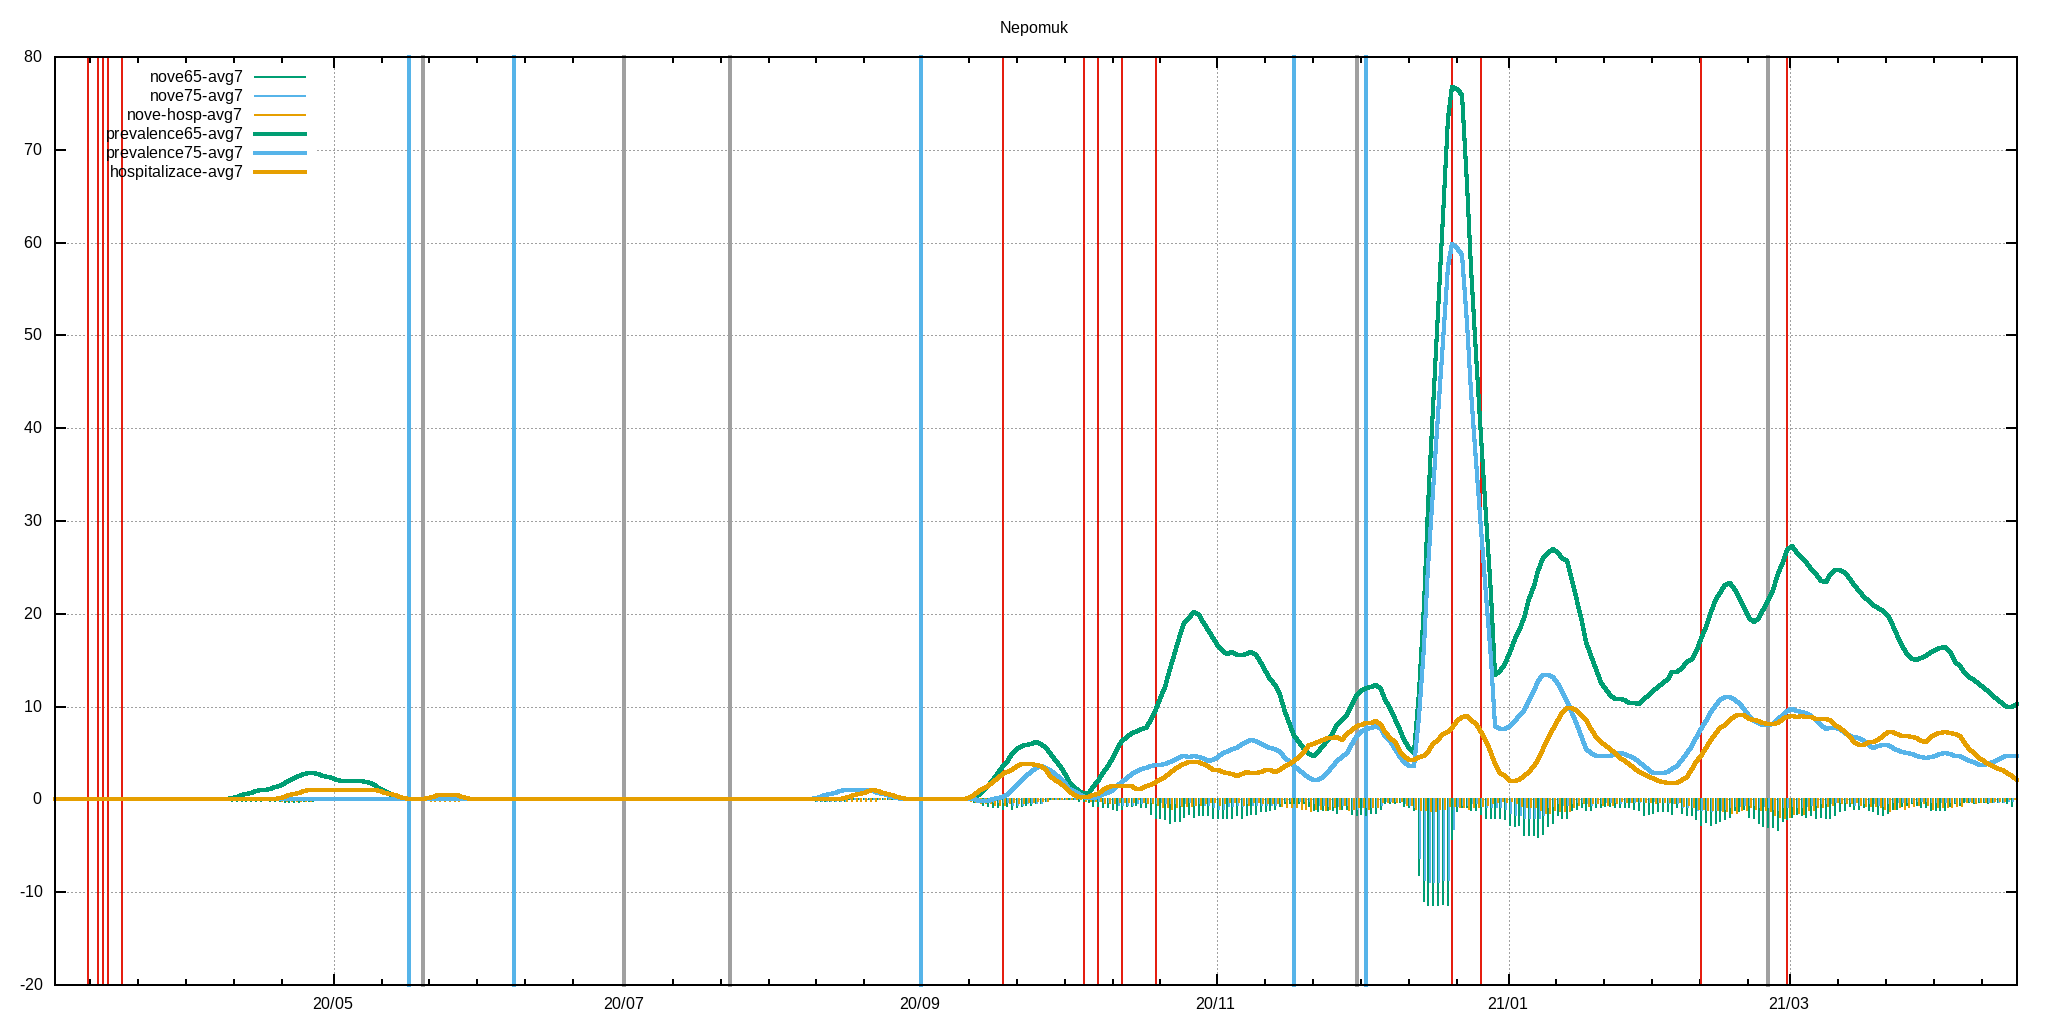 Nepomuk
nove65-avg7
nove75-avg7
nove-hosp-avg7
prevalence65-avg7
prevalence75-avg7
hospitalizace-avg7
80
70
60
50
40
30
20
10
0
-10
-20
20/05 20/07 20/09 20/11 21/01 21/03